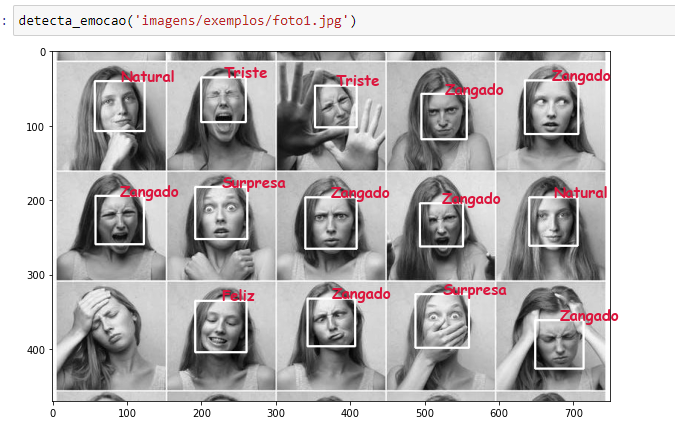 : detecta_emocao('imagens/exemplos/foto1.jpg')
0
Natural Triste Triste Zangado Zangado
100
Zangado Surpresa Zangado Zangado Natural
200
300
Feliz Zangado Surpresa Zangado
400
0 100 200 300 400 500 600 700